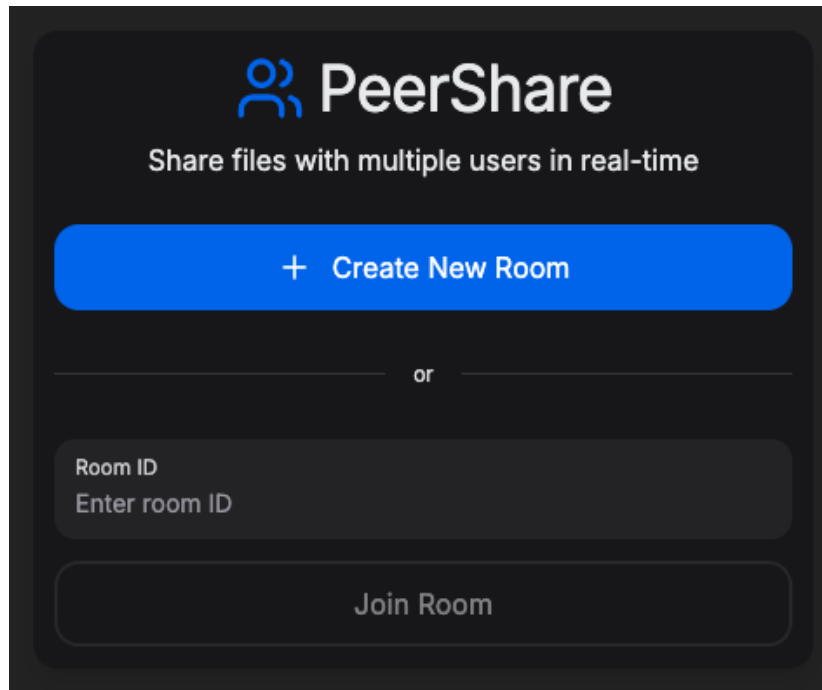 PeerShare
Share files with multiple users in real-time
+ Create New Room
or
Room ID
Enter room ID
Join Room